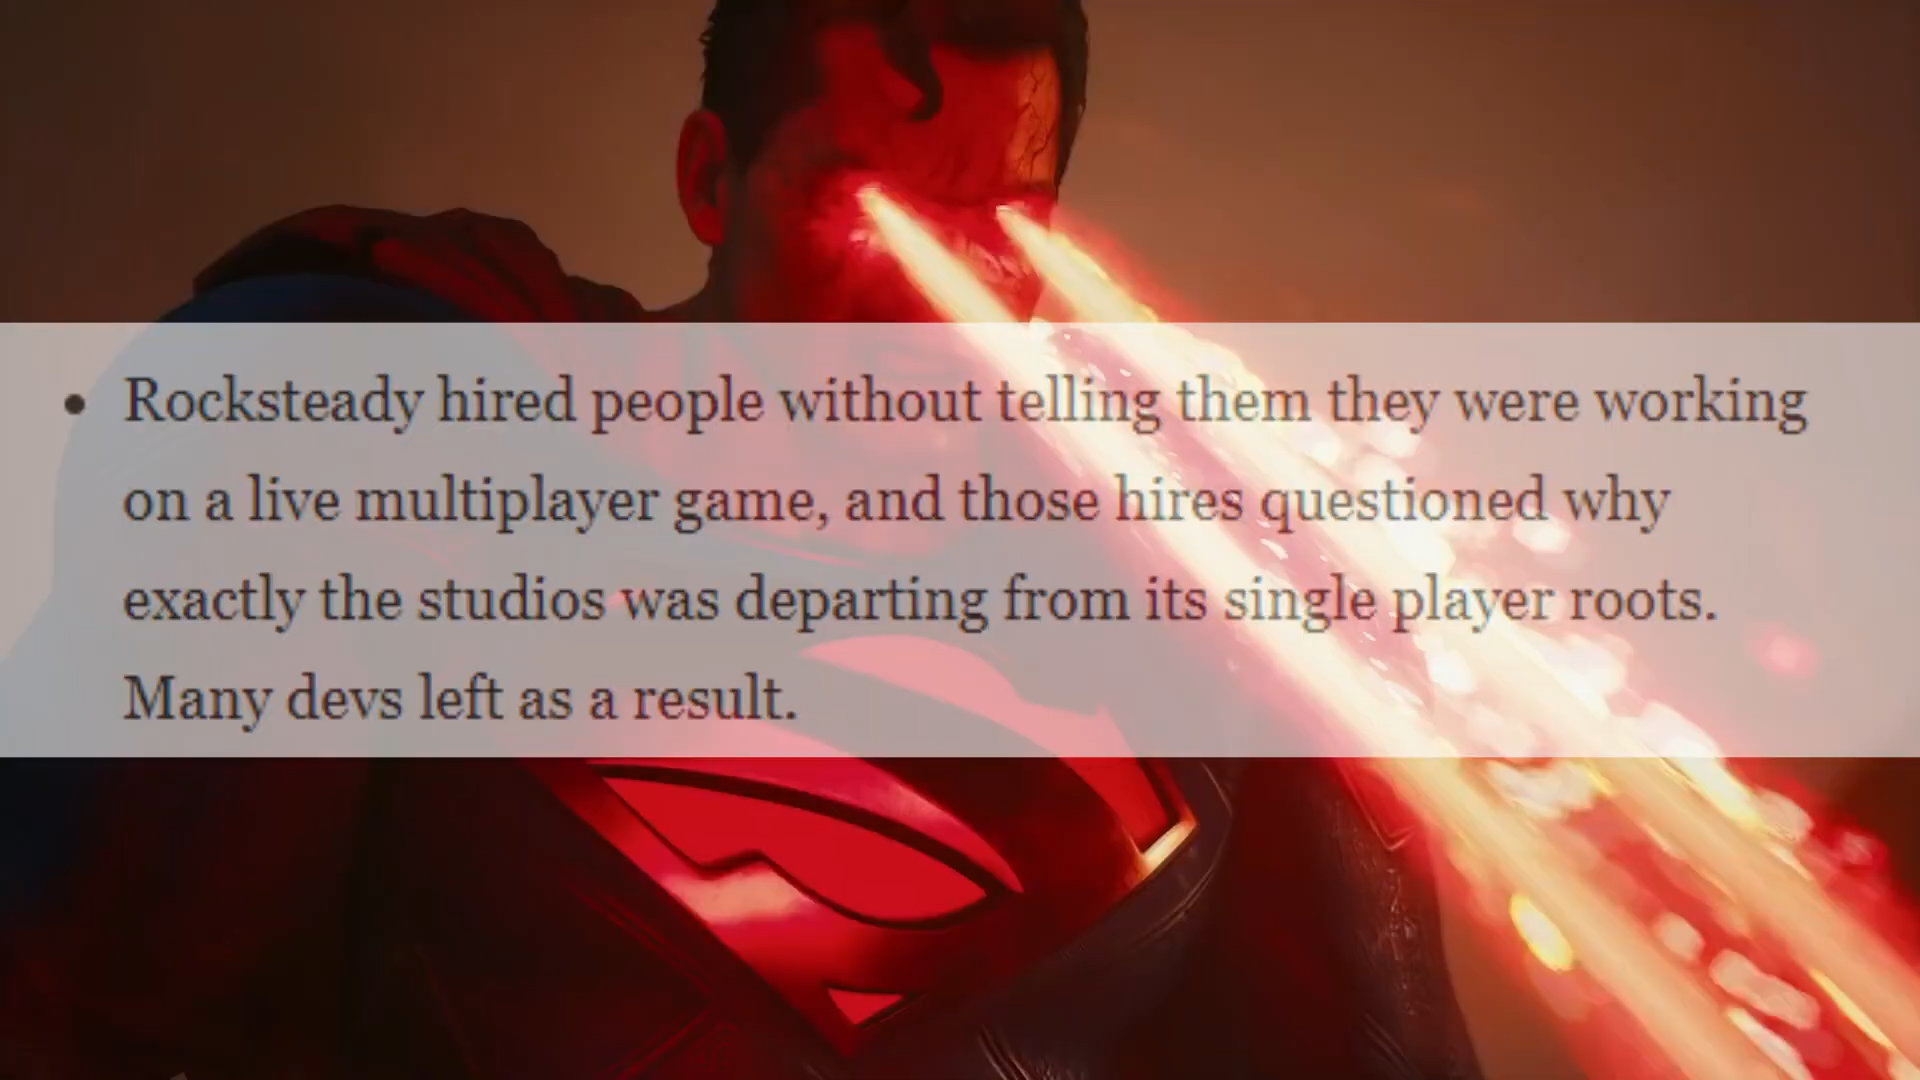 • Rocksteady hired people without telling them they were working
on a live multiplayer game, and those hires questioned why
exactly the studios was departing from its single player roots.
Many devs left as a result.